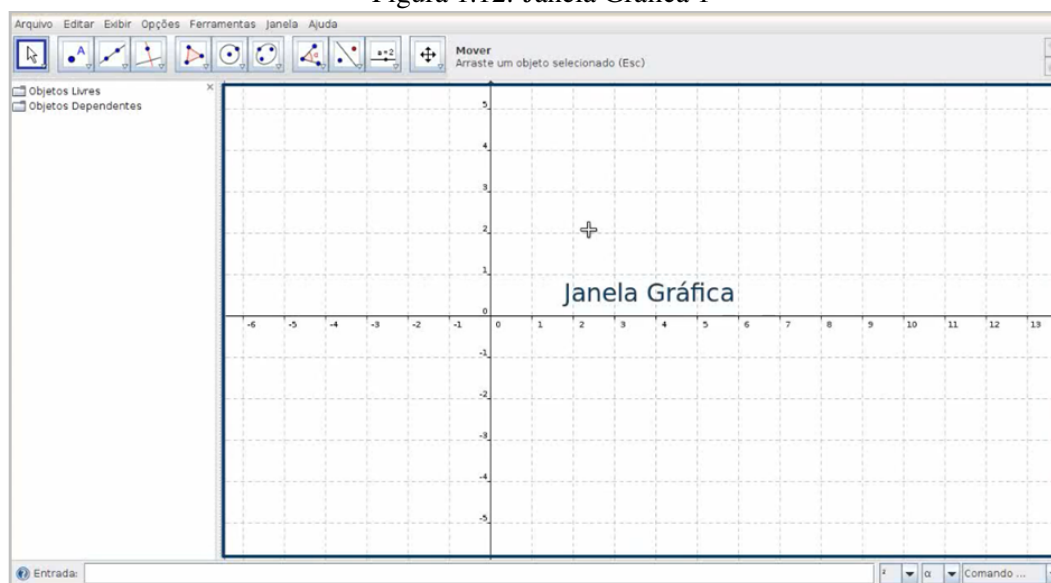 Figura 1.12: Janela Gráfica 1
Arquivo Editar Exibir Opções Ferramentas Janela Ajuda
A
a=2
Mover
Arraste um objeto selecionado (Esc)
Objetos Livres
Objetos Dependentes
5
4
3
2
1
0
Janela Gráfica
-6 -5 -4 -3 -2 -1 0 1 2 3 4 5 6 7 8 9 10 11 12 13
-1
-2
-3
-4
-5
Entrada:
² α Comando ...